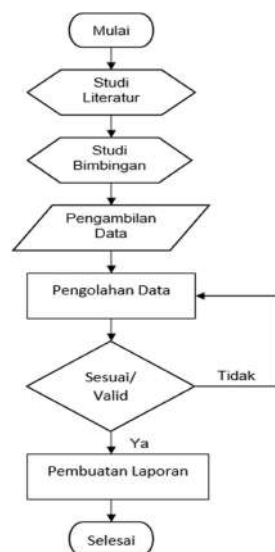 Mulai
Studi
Literatur
Studi
Bimbingan
Pengambilan
Data
Pengolahan Data
Sesuai/
Valid
Tidak
Ya
Pembuatan Laporan
Selesai